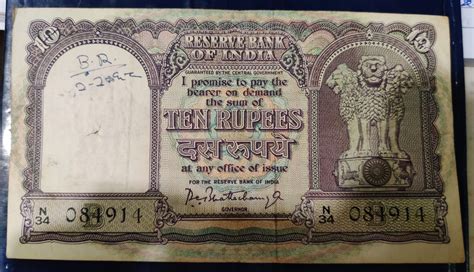 RESERVE BANK
OF INDIA
GUARANTEED BY THE CENTRAL GOVERNMENT
I promise to pay the
bearer on demand
the sum of
TEN RUPEES
दस रुपये
at any office of issue
FOR THE RESERVE BANK OF INDIA
GOVERNOR
B.R.
N
34 084914
N
34 084914
10
10